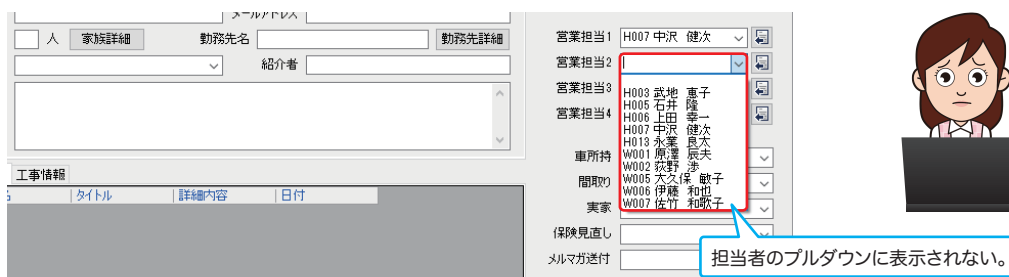 メールアドレス
人 家族詳細 勤務先名 勤務先詳細
紹介者
工事情報
タイトル 詳細内容 日付
営業担当1 H007 中沢 健次
営業担当2
営業担当3
営業担当4
H003 武地 恵子
H005 石井 隆
H006 上田 幸一
H007 中沢 健次
H013 永業 良太
W001 原澤 辰夫
W002 荻野 渉
W005 大久保 敏子
W006 伊藤 和也
W007 佐竹 和歌子
車所持
間取り
実家
保険見直し
メルマガ送付
担当者のプルダウンに表示されない。